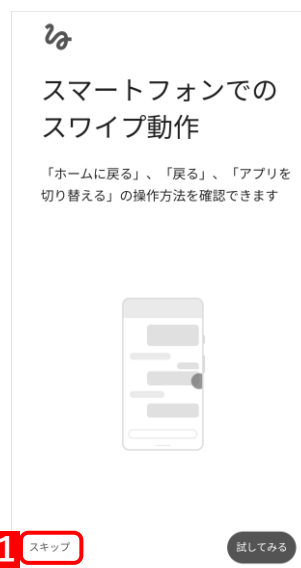 スマートフォンでの
スワイプ動作
「ホームに戻る」、「戻る」、「アプリを
切り替える」の操作方法を確認できます
1
スキップ
試してみる